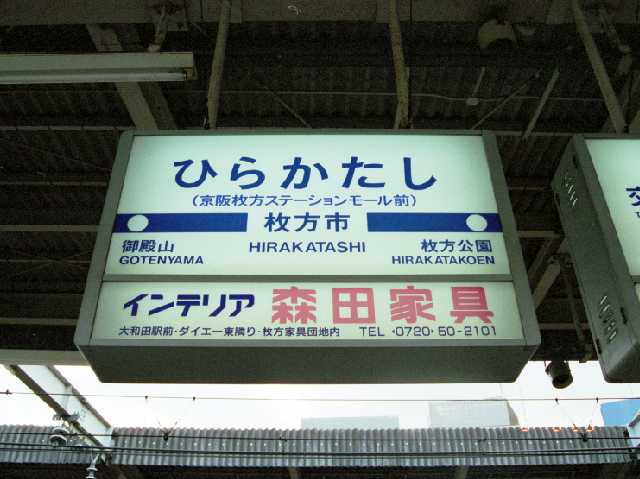 ひらかたし
(京阪枚方ステーションモール前)
枚方市
御殿山 HIRAKATASHI 枚方公園
GOTENYAMA HIRAKATAKOEN
インテリア 森田家具
大和田駅前・ダイエー東隣り・枚方家具団地内 TEL・0720・50-2101